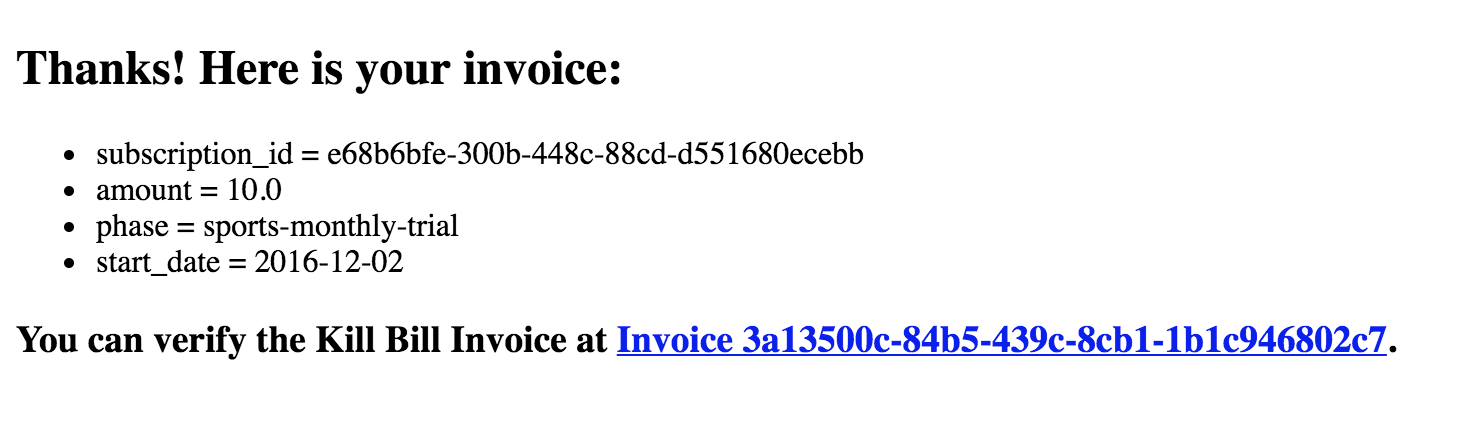 Thanks! Here is your invoice:
• subscription_id = e68b6bfe-300b-448c-88cd-d551680ecebb
• amount = 10.0
• phase = sports-monthly-trial
• start_date = 2016-12-02
You can verify the Kill Bill Invoice at Invoice 3a13500c-84b5-439c-8cb1-1b1c946802c7.